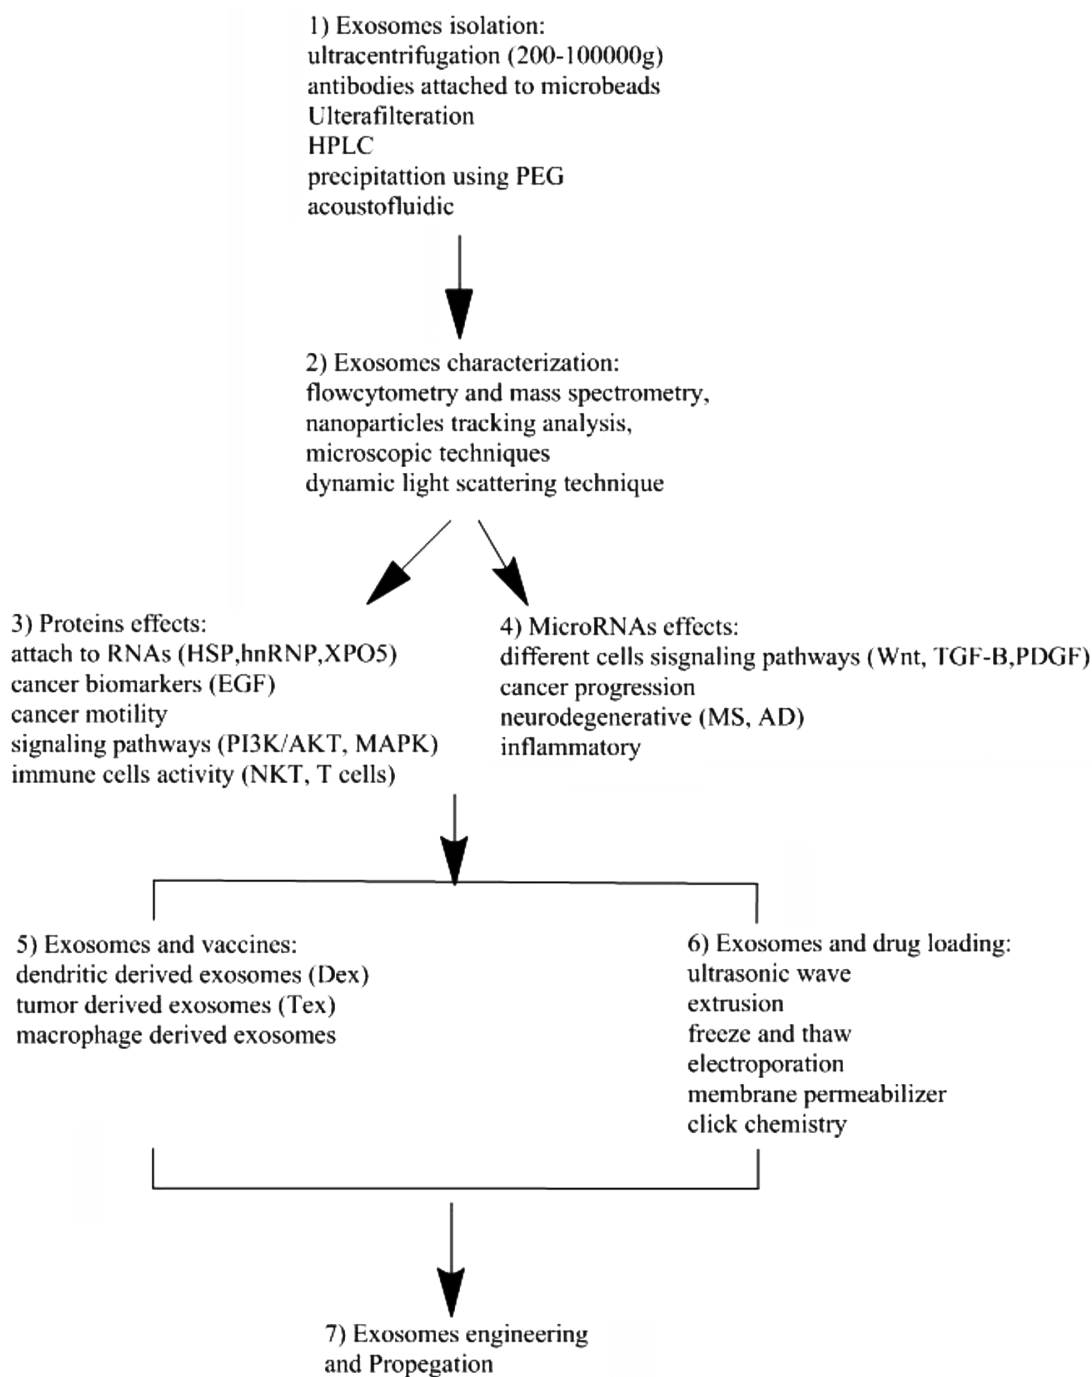 1) Exosomes isolation:
ultracentrifugation (200-100000g)
antibodies attached to microbeads
Ulterafilteration
HPLC
precipitattion using PEG
acoustofluidic
2) Exosomes characterization:
flowcytometry and mass spectrometry,
nanoparticles tracking analysis,
microscopic techniques
dynamic light scattering technique
3) Proteins effects:
attach to RNAs (HSP,hnRNP,XPO5)
cancer biomarkers (EGF)
cancer motility
signaling pathways (PI3K/AKT, MAPK)
immune cells activity (NKT, T cells)
4) MicroRNAs effects:
different cells sisgnaling pathways (Wnt, TGF-B,PDGF)
cancer progression
neurodegenerative (MS, AD)
inflammatory
5) Exosomes and vaccines:
dendritic derived exosomes (Dex)
tumor derived exosomes (Tex)
macrophage derived exosomes
6) Exosomes and drug loading:
ultrasonic wave
extrusion
freeze and thaw
electroporation
membrane permeabilizer
click chemistry
7) Exosomes engineering
and Propegation